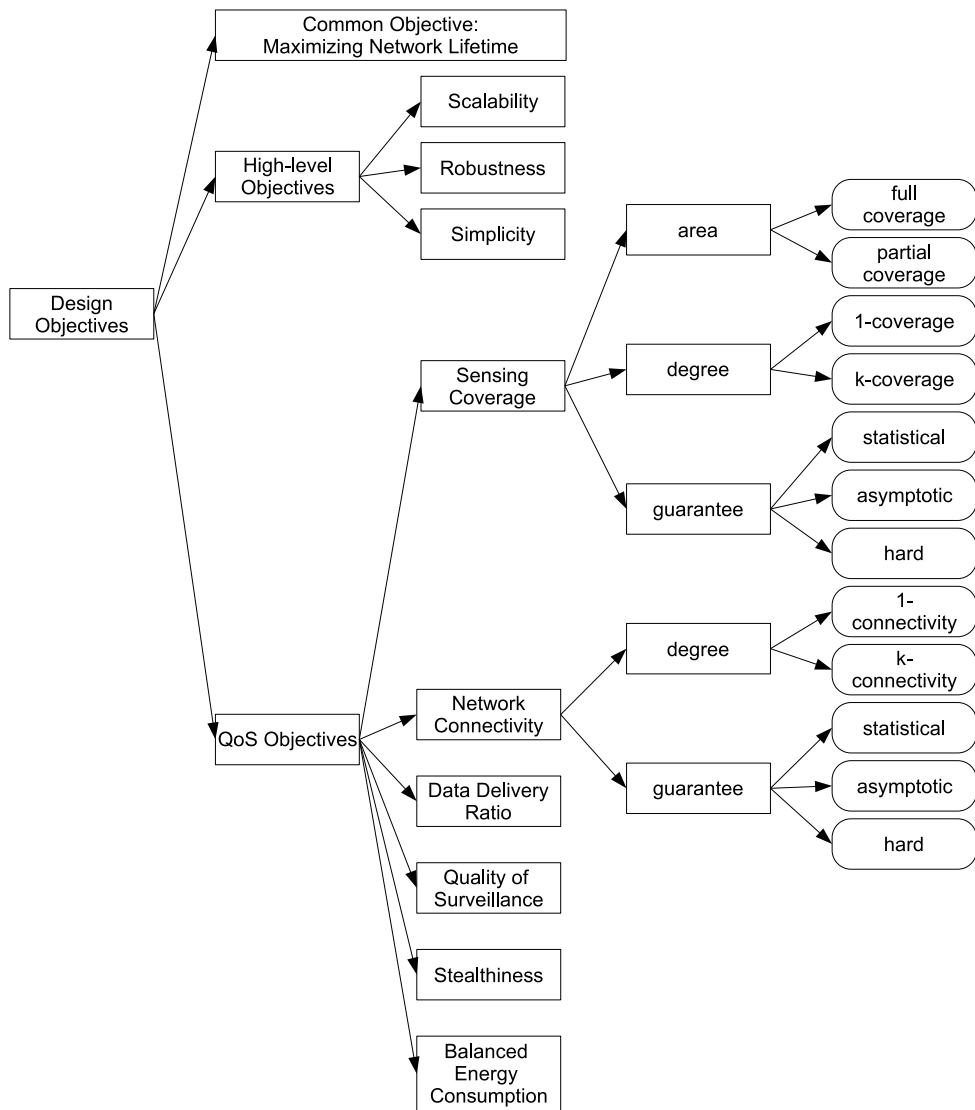 Common Objective:
Maximizing Network Lifetime
Scalability
High-level
Objectives
Robustness
Simplicity
full
coverage
area
partial
coverage
Design
Objectives
1-coverage
Sensing
Coverage
degree
k-coverage
statistical
guarantee
asymptotic
hard
1-
connectivity
degree
k-
connectivity
Network
Connectivity
QoS Objectives
statistical
Data Delivery
Ratio
guarantee
asymptotic
hard
Quality of
Surveillance
Stealthiness
Balanced
Energy
Consumption